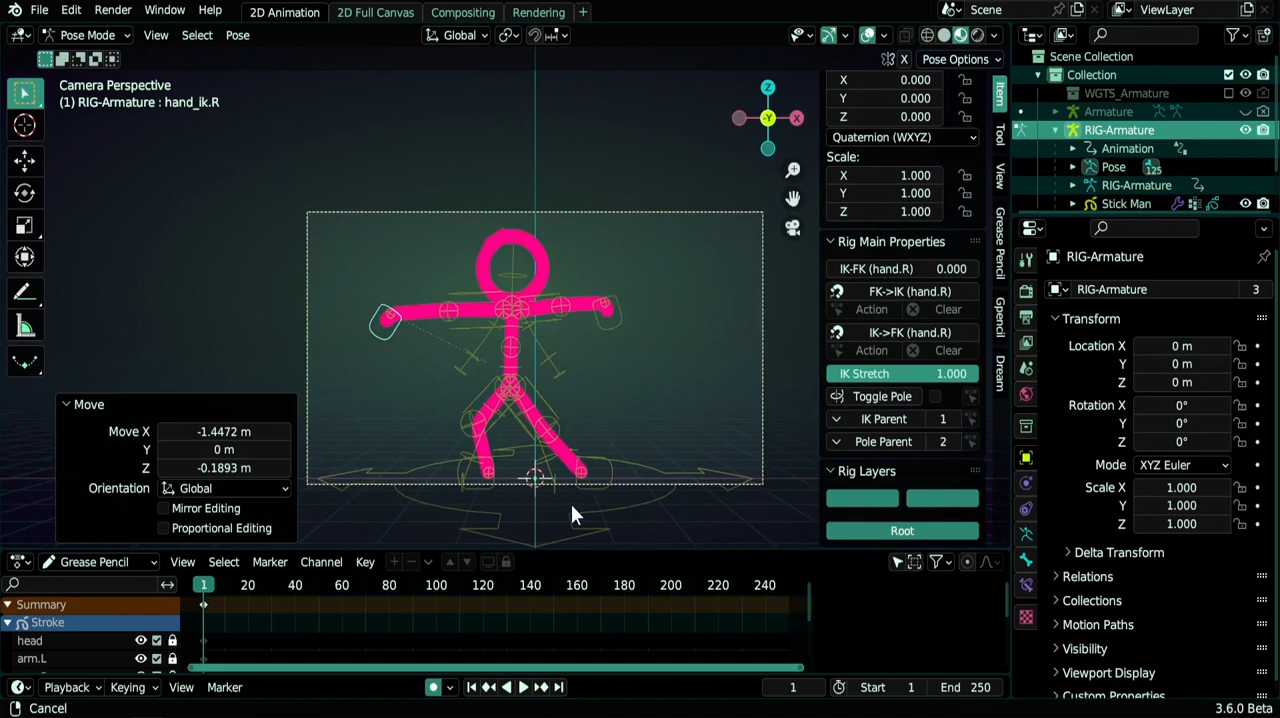 File Edit Render Window Help 2D Animation 2D Full Canvas Compositing Rendering + Scene ViewLayer
Pose Mode View Select Pose Global
X Pose Options
Camera Perspective
(1) RIG-Armature : hand_ik.R
Z
-Y X
X 0.000
Y 0.000
Z 0.000
Quaternion (WXYZ)
Scale:
X 1.000
Y 1.000
Z 1.000
Rig Main Properties
IK-FK (hand.R) 0.000
FK->IK (hand.R)
Action Clear
IK->FK (hand.R)
Action Clear
IK Stretch 1.000
Toggle Pole
IK Parent 1
Pole Parent 2
Rig Layers
Root
Item
Tool
View
Grease Pencil
Gpencil
Dream
Move
Move X -1.4472 m
Y 0 m
Z -0.1893 m
Orientation Global
Mirror Editing
Proportional Editing
Scene Collection
Collection
WGTS_Armature
Armature
RIG-Armature
Animation
Pose 125
RIG-Armature
Stick Man
RIG-Armature
RIG-Armature 3
Transform
Location X 0 m
Y 0 m
Z 0 m
Rotation X 0°
Y 0°
Z 0°
Mode XYZ Euler
Scale X 1.000
Y 1.000
Z 1.000
Delta Transform
Relations
Collections
Motion Paths
Visibility
Viewport Display
Custom Properties
Grease Pencil View Select Marker Channel Key
1 20 40 60 80 100 120 140 160 180 200 220 240
Summary
Stroke
head
arm.L
Playback Keying View Marker 1 Start 1 End 250
Cancel 3.6.0 Beta